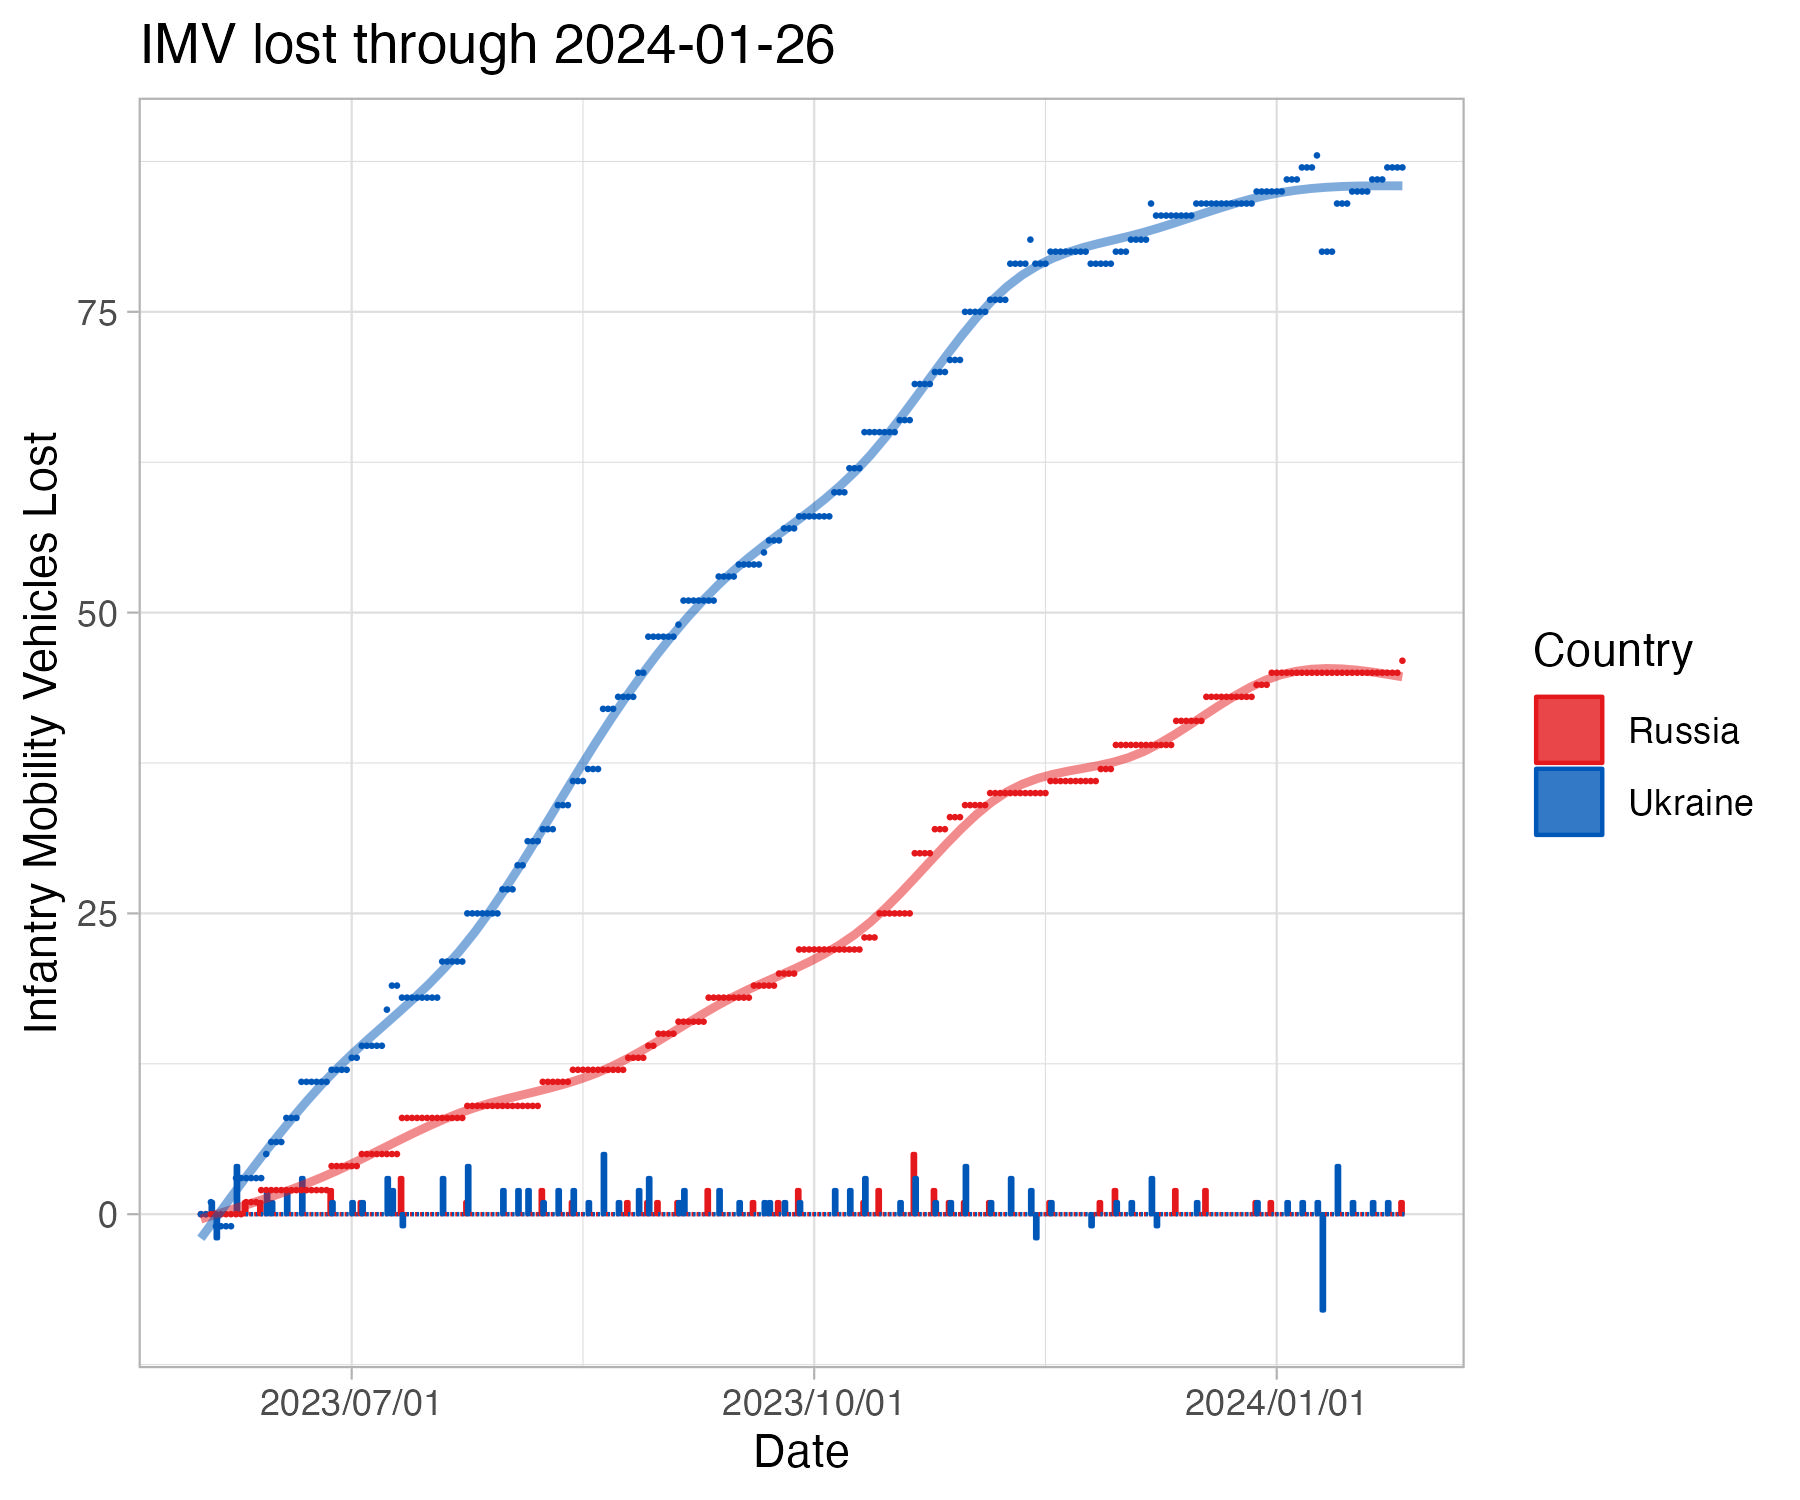 IMV lost through 2024-01-26
Infantry Mobility Vehicles Lost
75
50
25
0
2023/07/01
2023/10/01
2024/01/01
Date
Country
Russia
Ukraine